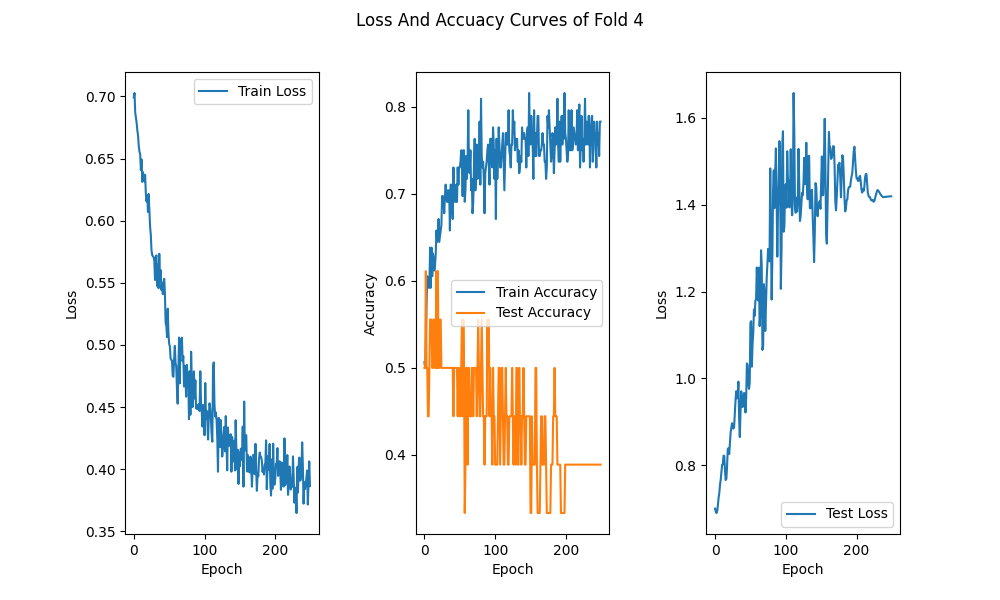 Loss And Accuacy Curves of Fold 4
Train Loss
0.70
0.65
0.60
0.55
0.50
0.45
0.40
0.35
Loss
0
100
200
Epoch
0.8
0.7
0.6
0.5
0.4
Accuracy
Train Accuracy
Test Accuracy
0
100
200
Epoch
1.6
1.4
1.2
1.0
0.8
Loss
Test Loss
0
100
200
Epoch